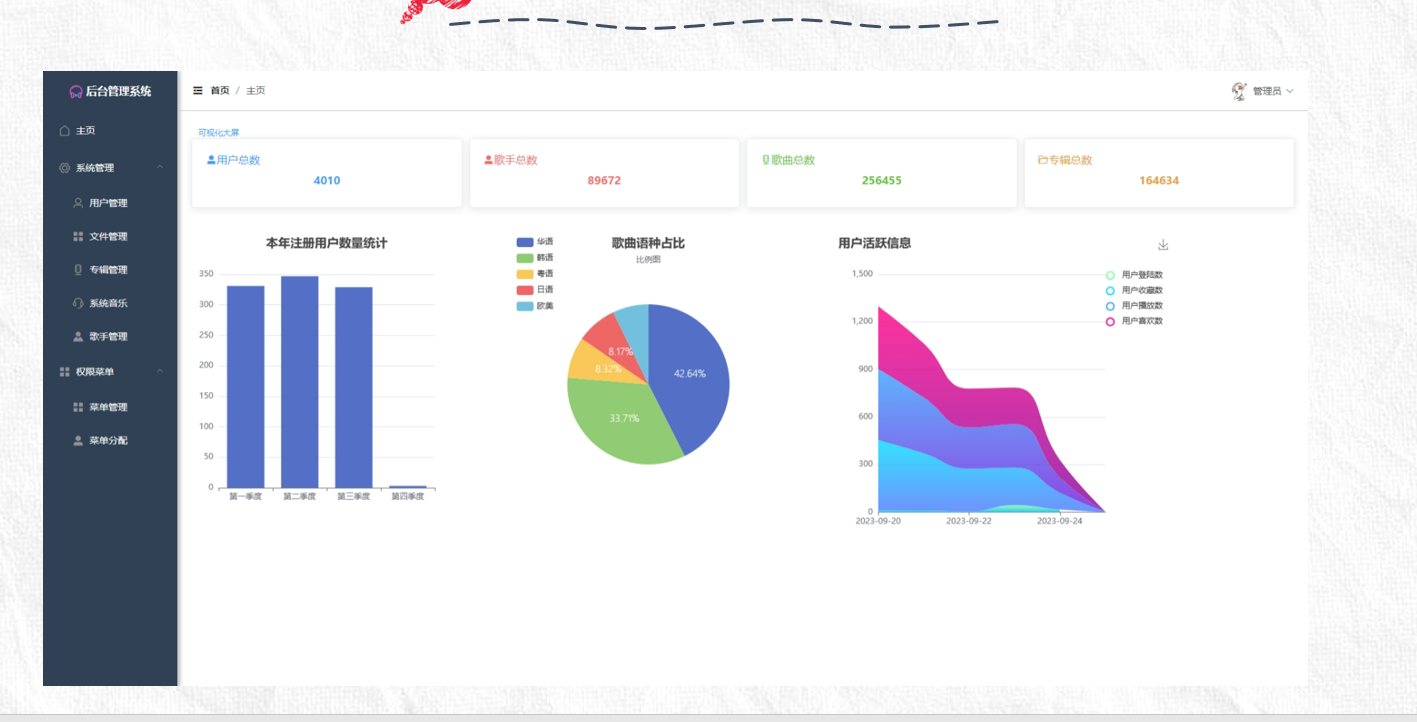 后台管理系统
首页 / 主页
管理员
主页
系统管理
用户管理
文件管理
专辑管理
系统音乐
歌手管理
权限菜单
菜单管理
菜单分配
可视化大屏
用户总数
4010
歌手总数
89672
歌曲总数
256455
专辑总数
164634
本年注册用户数量统计
350
300
250
200
150
100
50
0
第一季度 第二季度 第三季度 第四季度
华语
韩语
粤语
日语
欧美
歌曲语种占比
比例图
8.17%
8.32%
42.64%
33.71%
用户活跃信息
1,500
1,200
900
600
300
0
2023-09-20 2023-09-22 2023-09-24
用户登陆数
用户收藏数
用户播放数
用户喜欢数